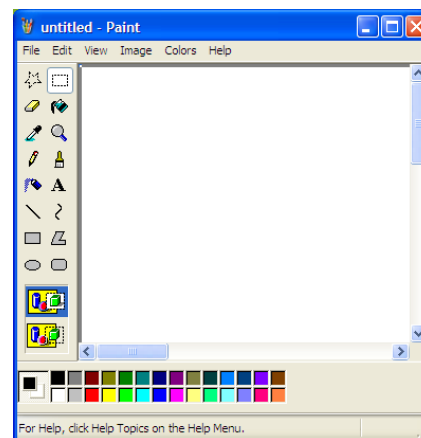 untitled - Paint
File Edit View Image Colors Help
A
For Help, click Help Topics on the Help Menu.